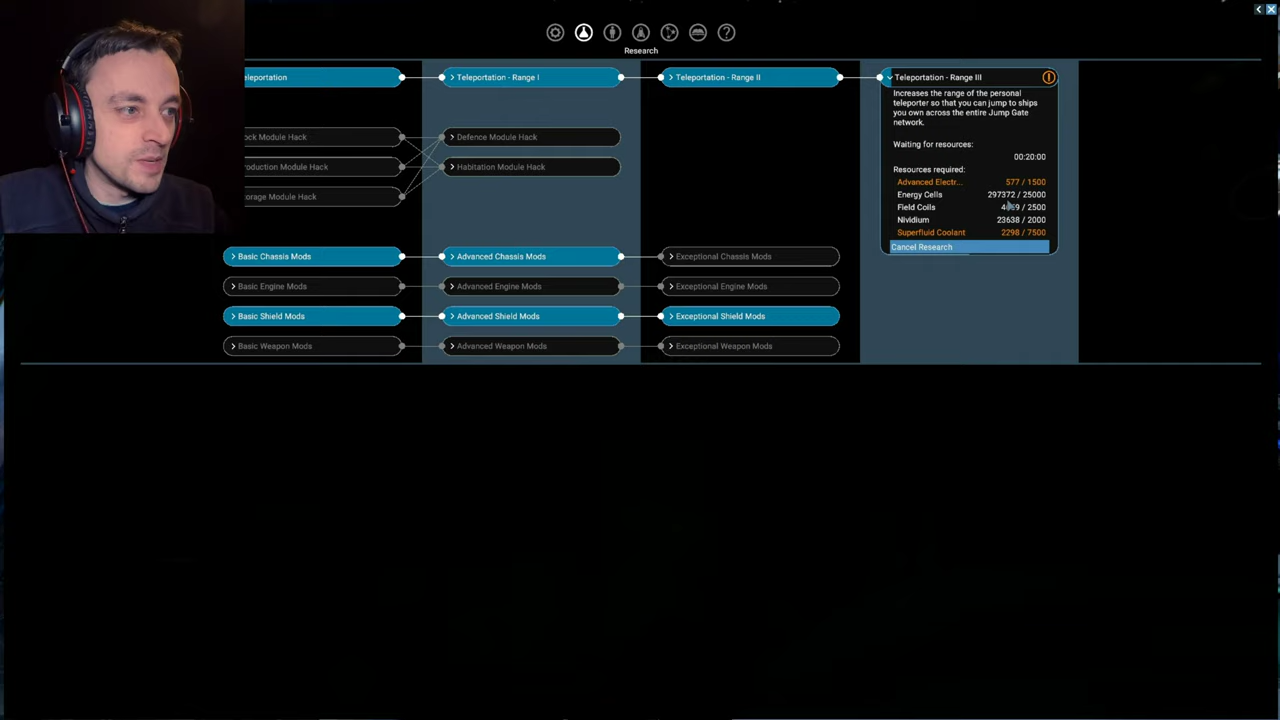 Research
eleportation
Teleportation - Range I
Teleportation - Range II
Teleportation - Range III
Increases the range of the personal
teleporter so that you can jump to ships
you own across the entire Jump Gate
network.
Waiting for resources:
00:20:00
Resources required:
Advanced Electr... 577 / 1500
Energy Cells 297372 / 25000
Field Coils / 2500
Nividium 23638 / 2000
Superfluid Coolant 2298 / 7500
Cancel Research
ock Module Hack
Defence Module Hack
roduction Module Hack
Habitation Module Hack
orage Module Hack
Basic Chassis Mods
Advanced Chassis Mods
Exceptional Chassis Mods
Basic Engine Mods
Advanced Engine Mods
Exceptional Engine Mods
Basic Shield Mods
Advanced Shield Mods
Exceptional Shield Mods
Basic Weapon Mods
Advanced Weapon Mods
Exceptional Weapon Mods